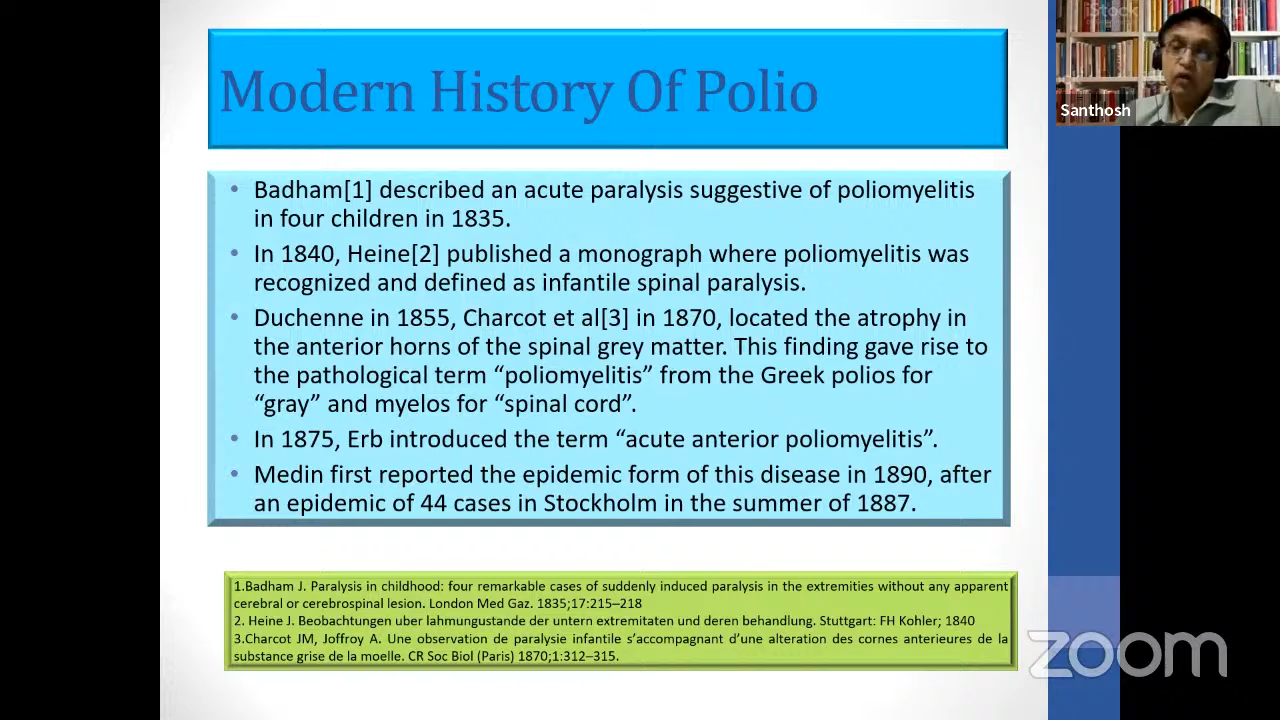 Modern History Of Polio
• Badham[1] described an acute paralysis suggestive of poliomyelitis
in four children in 1835.
• In 1840, Heine[2] published a monograph where poliomyelitis was
recognized and defined as infantile spinal paralysis.
• Duchenne in 1855, Charcot et al[3] in 1870, located the atrophy in
the anterior horns of the spinal grey matter. This finding gave rise to
the pathological term “poliomyelitis” from the Greek polios for
“gray” and myelos for “spinal cord”.
• In 1875, Erb introduced the term “acute anterior poliomyelitis”.
• Medin first reported the epidemic form of this disease in 1890, after
an epidemic of 44 cases in Stockholm in the summer of 1887.
1.Badham J. Paralysis in childhood: four remarkable cases of suddenly induced paralysis in the extremities without any apparent
cerebral or cerebrospinal lesion. London Med Gaz. 1835;17:215–218
2. Heine J. Beobachtungen uber lahmungustande der untern extremitaten und deren behandlung. Stuttgart: FH Kohler; 1840
3.Charcot JM, Joffroy A. Une observation de paralysie infantile s’accompagnant d’une alteration des cornes anterieures de la
substance grise de la moelle. CR Soc Biol (Paris) 1870;1:312–315.
iStock
iStock
Santhosh
zoom